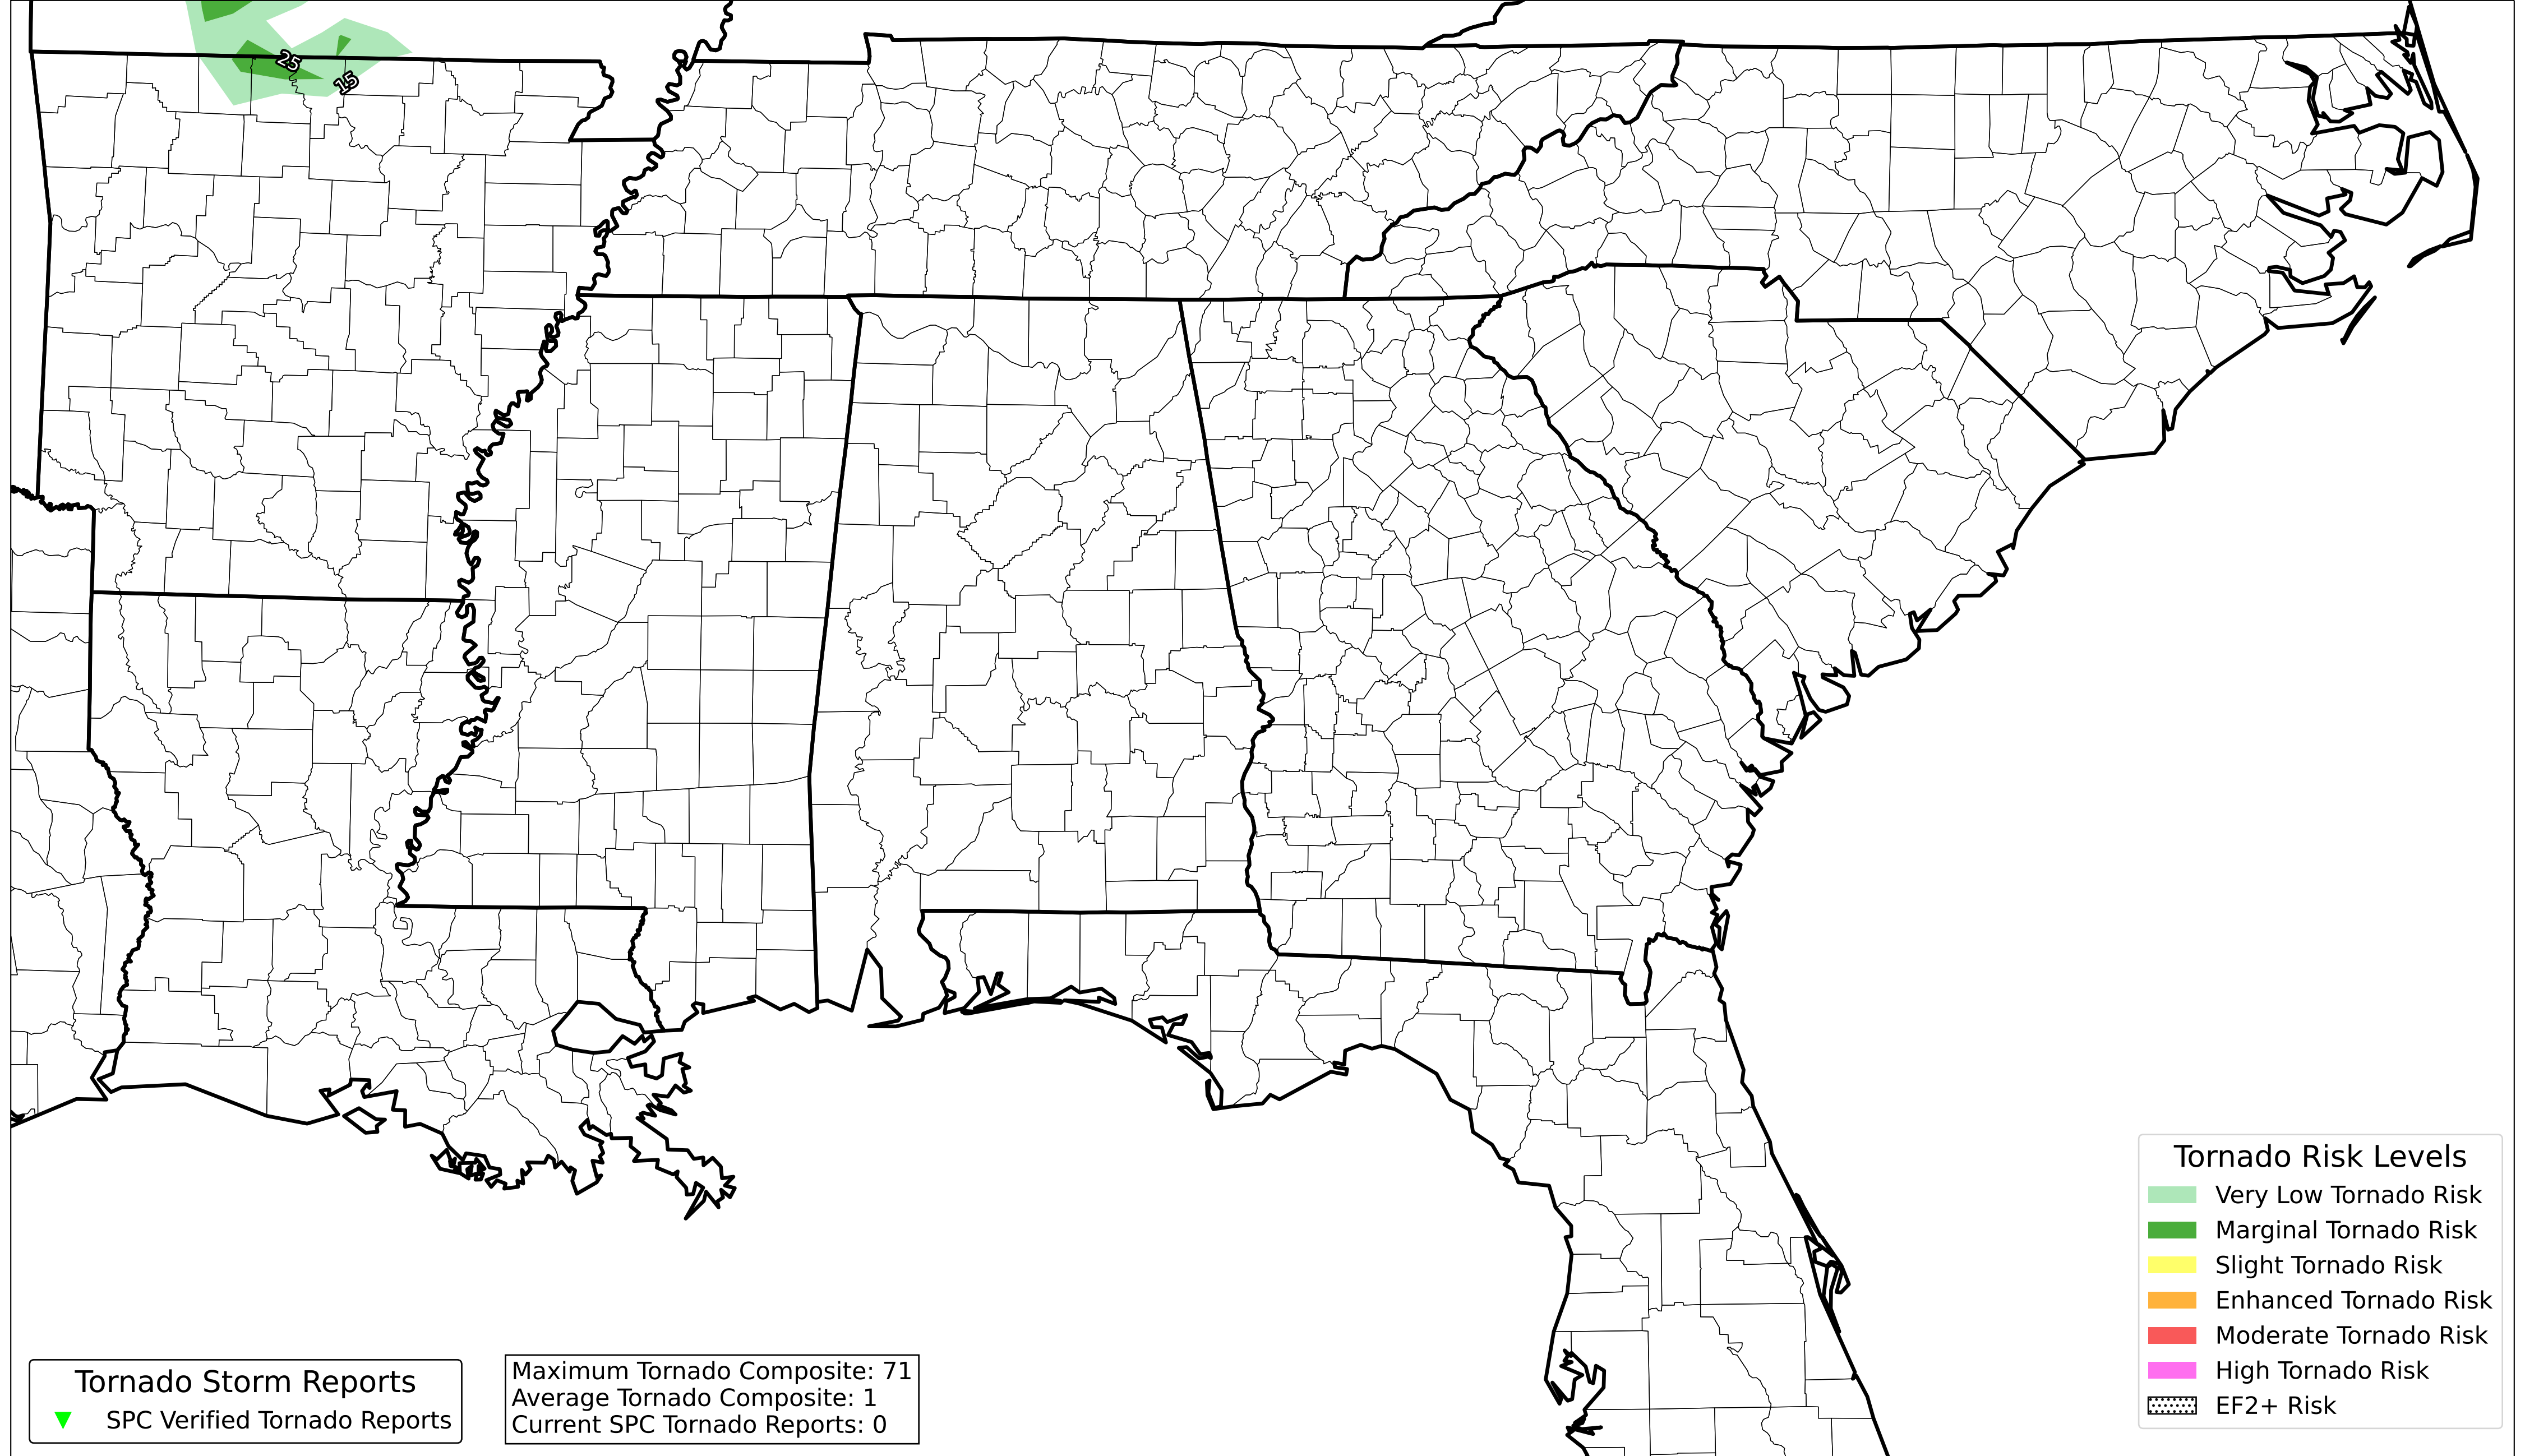 25
15
Tornado Risk Levels
Very Low Tornado Risk
Marginal Tornado Risk
Slight Tornado Risk
Enhanced Tornado Risk
Moderate Tornado Risk
High Tornado Risk
EF2+ Risk
Tornado Storm Reports
SPC Verified Tornado Reports
Maximum Tornado Composite: 71
Average Tornado Composite: 1
Current SPC Tornado Reports: 0